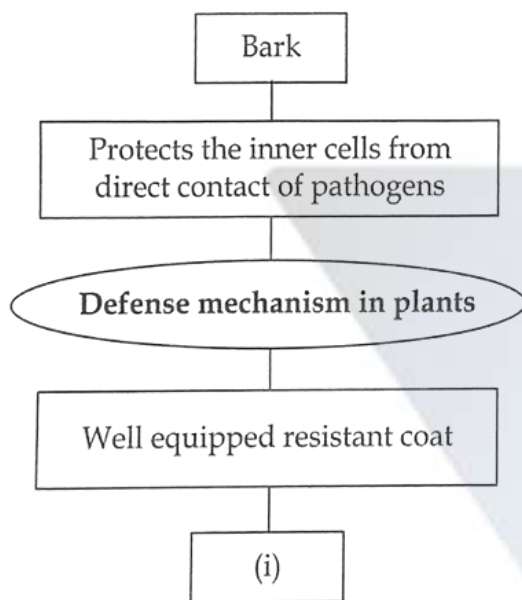 Bark
Protects the inner cells from
direct contact of pathogens
Defense mechanism in plants
Well equipped resistant coat
(i)